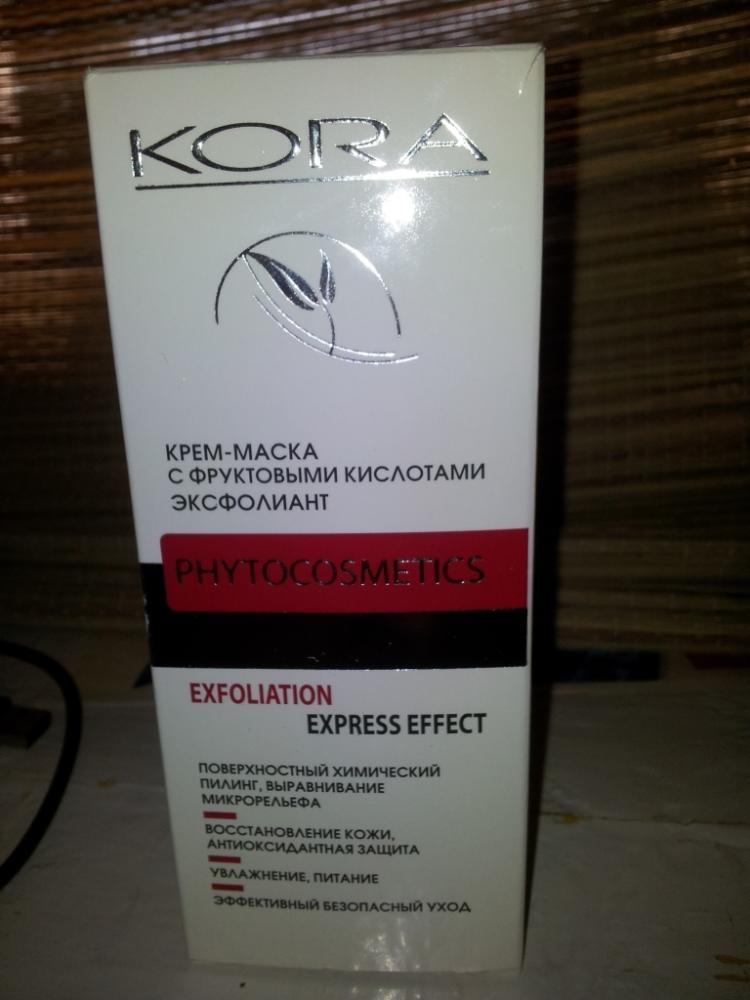 KORA
КРЕМ-МАСКА
С ФРУКТОВЫМИ КИСЛОТАМИ
ЭКСФОЛИАНТ
PHYTOCOSMETICS
EXFOLIATION
EXPRESS EFFECT
ПОВЕРХНОСТНЫЙ ХИМИЧЕСКИЙ
ПИЛИНГ, ВЫРАВНИВАНИЕ
МИКРОРЕЛЬЕФА
ВОССТАНОВЛЕНИЕ КОЖИ,
АНТИОКСИДАНТНАЯ ЗАЩИТА
УВЛАЖНЕНИЕ, ПИТАНИЕ
ЭФФЕКТИВНЫЙ БЕЗОПАСНЫЙ УХОД